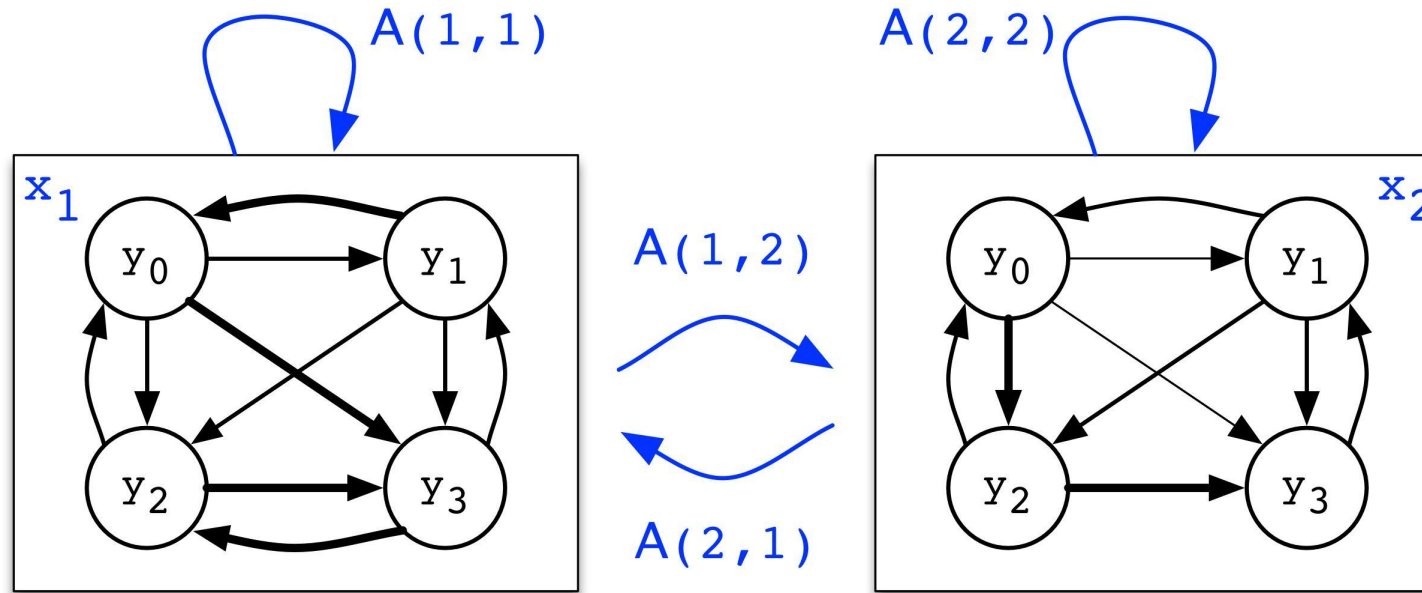 A(1,1) A(2,2)
x1 x2
y0 y1 y0 y1
A(1,2)
y2 y3 y2 y3
A(2,1)